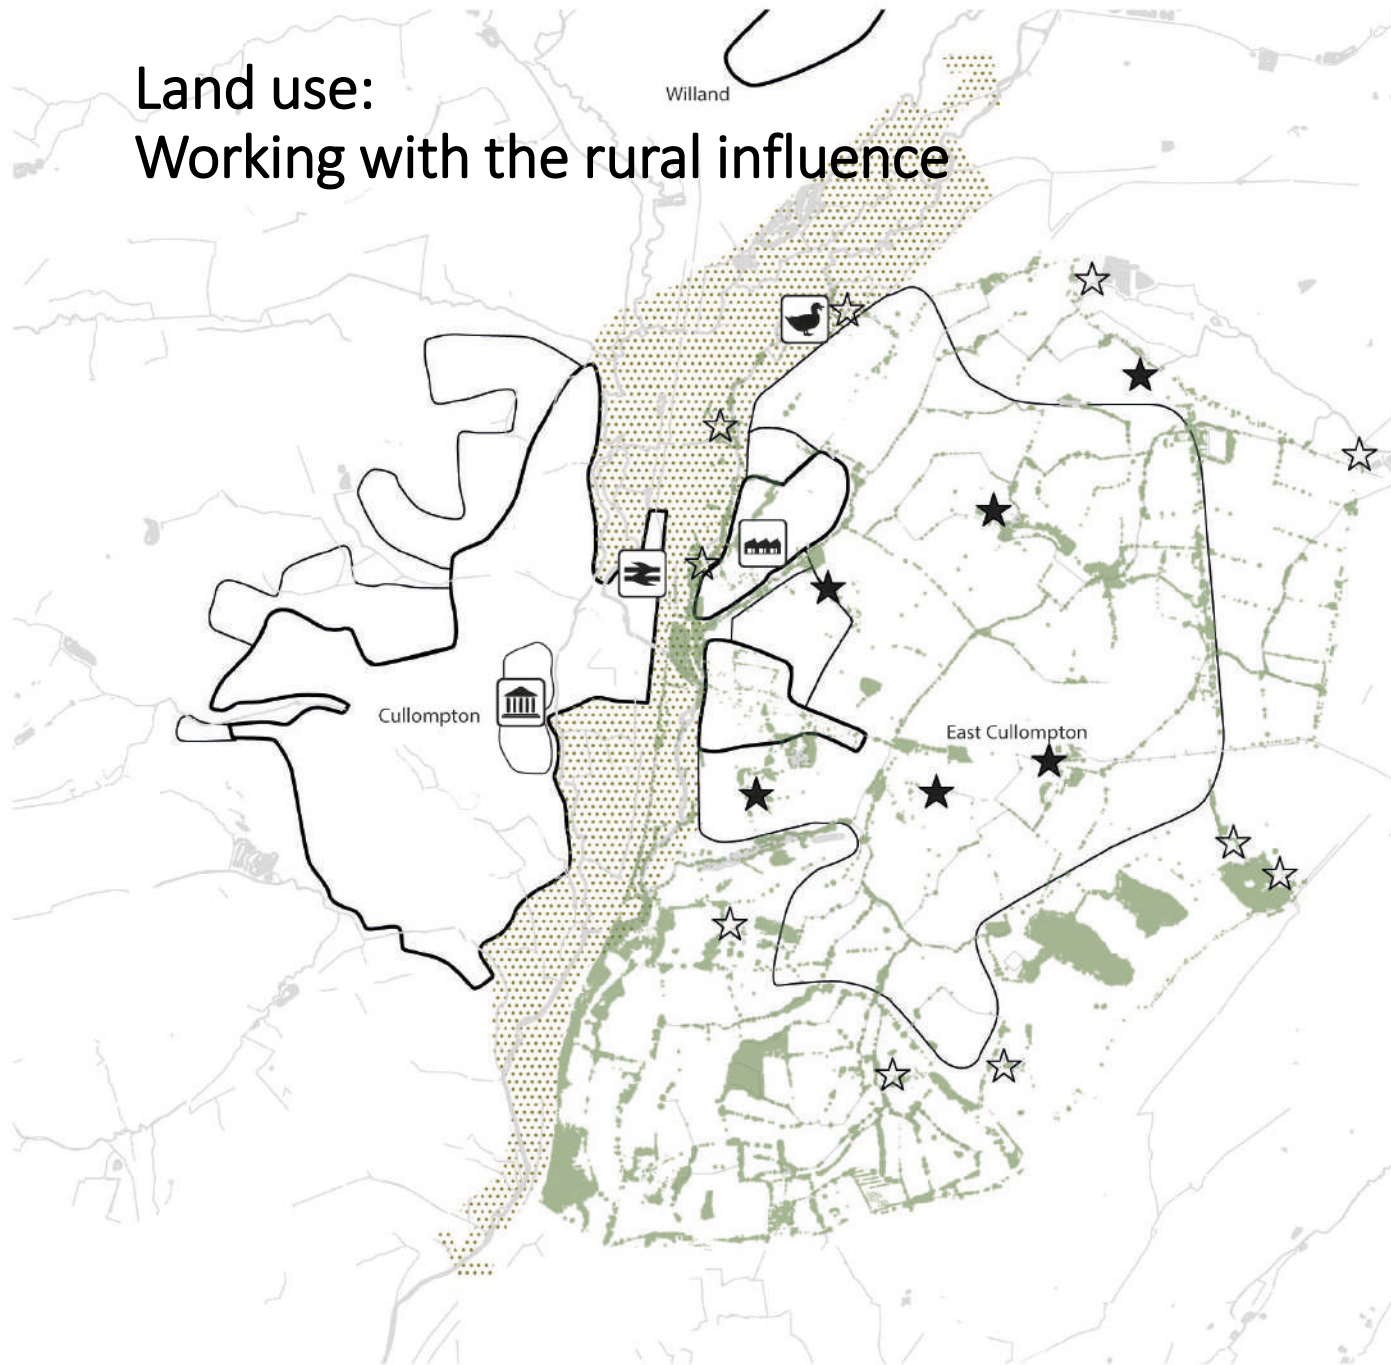 Land use:
Working with the rural influence
Willand
Cullompton
East Cullompton